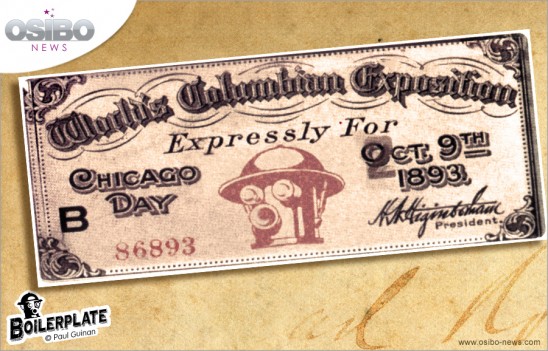 OSIBO
NEWS
World's Columbian Exposition
Expressly For
CHICAGO
DAY
OCT. 9TH
1893.
B
86893
H N Higinbotham
President.
BOILERPLATE
© Paul Guinan
www.osibo-news.com